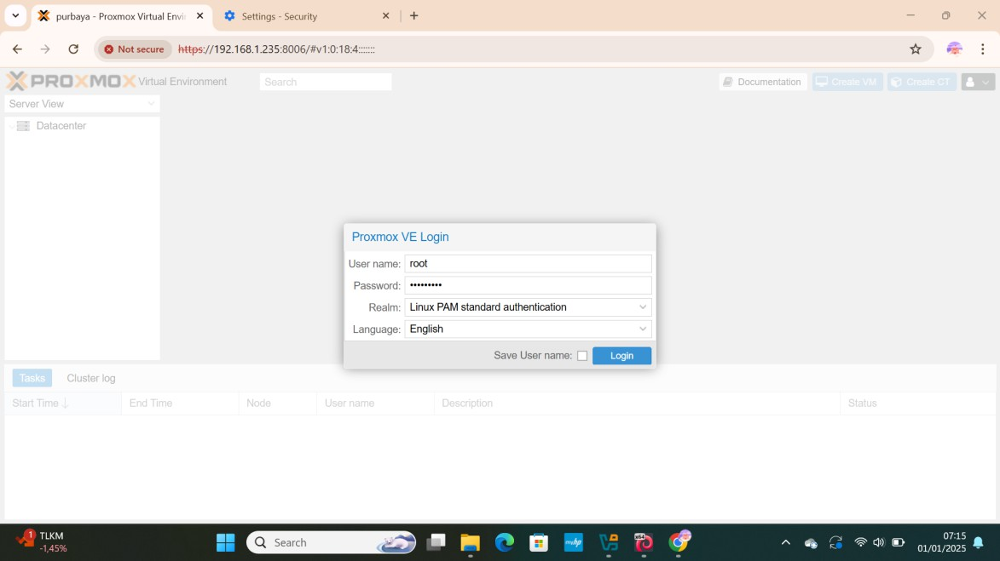 purbaya - Proxmox Virtual Envir
Settings - Security
Not secure
https://192.168.1.235:8006/#v1:0:18:4:::::::
PROXMOX Virtual Environment
Search
Documentation
Create VM
Create CT
Server View
Datacenter
Proxmox VE Login
User name: root
Password: •••••••••
Realm: Linux PAM standard authentication
Language: English
Save User name:
Login
Tasks
Cluster log
Start Time ↓ End Time Node User name Description Status
1
TLKM
-1,45%
Search
myhp
x64
07:15
01/01/2025